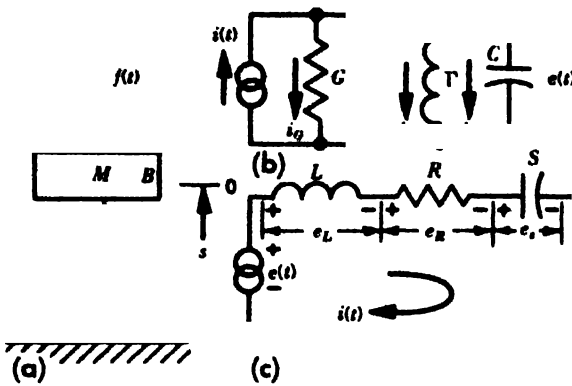 i(t)
f(t)
G
i_G
Γ
C
e(t)
(b)
M B
0
s
L
R
S
+ − + − + −
e_L
e_R
e_s
+
e(t)
−
i(t)
(a)
(c)